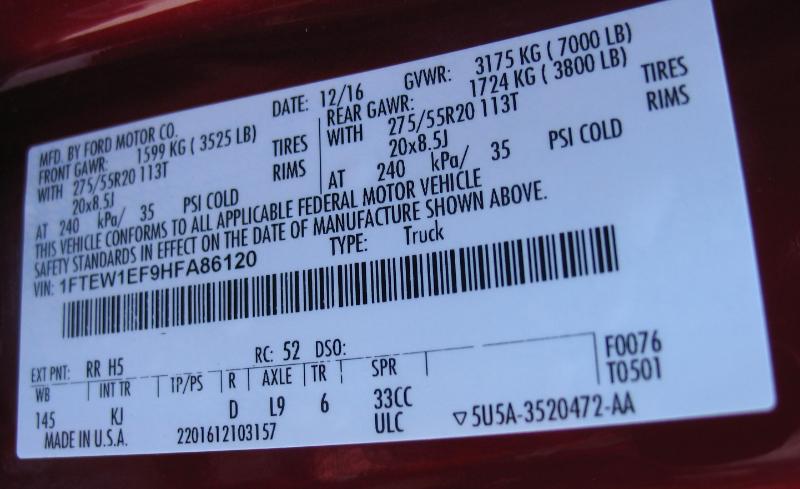 MFD. BY FORD MOTOR CO.
DATE: 12/16
GVWR: 3175 KG ( 7000 LB)
FRONT GAWR: 1599 KG ( 3525 LB)
WITH 275/55R20 113T TIRES
20x8.5J RIMS
AT 240 kPa/ 35 PSI COLD
REAR GAWR: 1724 KG ( 3800 LB)
WITH 275/55R20 113T TIRES
20x8.5J RIMS
AT 240 kPa/ 35 PSI COLD
THIS VEHICLE CONFORMS TO ALL APPLICABLE FEDERAL MOTOR VEHICLE
SAFETY STANDARDS IN EFFECT ON THE DATE OF MANUFACTURE SHOWN ABOVE.
VIN: 1FTEW1EF9HFA86120
TYPE: Truck
EXT PNT: RR H5 RC: 52 DSO:
WB INT TR TP/PS R AXLE TR SPR
145 KJ D L9 6 33CC
ULC
F0076
T0501
MADE IN U.S.A. 2201612103157
▽5U5A-3520472-AA